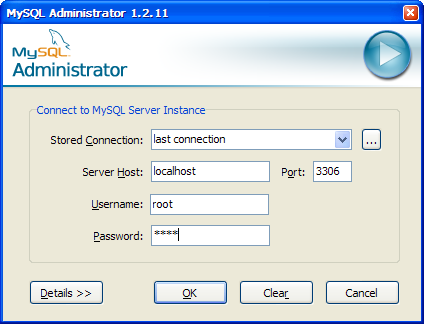 MySQL Administrator 1.2.11
MySQL
Administrator
Connect to MySQL Server Instance
Stored Connection: last connection ...
Server Host: localhost Port: 3306
Username: root
Password: ****
Details >> OK Clear Cancel